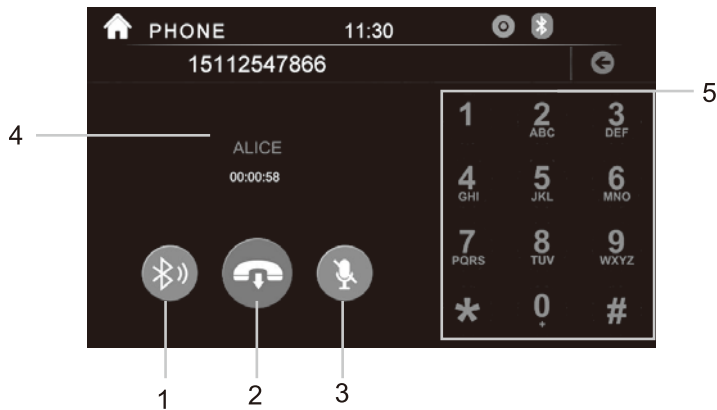 PHONE 11:30
15112547866
5
1 2 3
ABC DEF
4
ALICE
00:00:58
4 5 6
GHI JKL MNO
7 8 9
PQRS TUV WXYZ
* 0 #
+
1 2 3